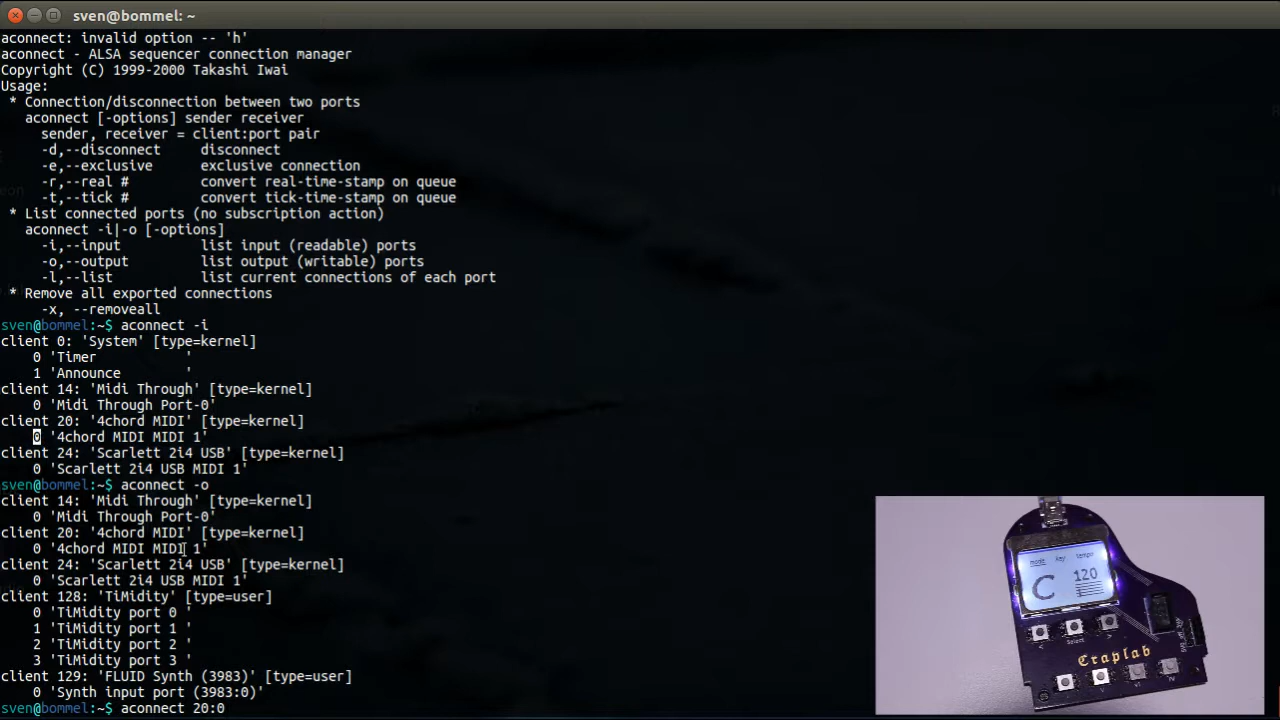 sven@bommel: ~
aconnect: invalid option -- 'h'
aconnect - ALSA sequencer connection manager
Copyright (C) 1999-2000 Takashi Iwai
Usage:
 * Connection/disconnection between two ports
   aconnect [-options] sender receiver
     sender, receiver = client:port pair
     -d,--disconnect     disconnect
     -e,--exclusive      exclusive connection
     -r,--real #         convert real-time-stamp on queue
     -t,--tick #         convert tick-time-stamp on queue
 * List connected ports (no subscription action)
   aconnect -i|-o [-options]
     -i,--input          list input (readable) ports
     -o,--output         list output (writable) ports
     -l,--list           list current connections of each port
 * Remove all exported connections
     -x, --removeall
sven@bommel:~$ aconnect -i
client 0: 'System' [type=kernel]
    0 'Timer           '
    1 'Announce        '
client 14: 'Midi Through' [type=kernel]
    0 'Midi Through Port-0'
client 20: '4chord MIDI' [type=kernel]
    0 '4chord MIDI MIDI 1'
client 24: 'Scarlett 2i4 USB' [type=kernel]
    0 'Scarlett 2i4 USB MIDI 1'
sven@bommel:~$ aconnect -o
client 14: 'Midi Through' [type=kernel]
    0 'Midi Through Port-0'
client 20: '4chord MIDI' [type=kernel]
    0 '4chord MIDI MIDI 1'
client 24: 'Scarlett 2i4 USB' [type=kernel]
    0 'Scarlett 2i4 USB MIDI 1'
client 128: 'TiMidity' [type=user]
    0 'TiMidity port 0 '
    1 'TiMidity port 1 '
    2 'TiMidity port 2 '
    3 'TiMidity port 3 '
client 129: 'FLUID Synth (3983)' [type=user]
    0 'Synth input port (3983:0)'
sven@bommel:~$ aconnect 20:0
mode key tempo
C 120
< Select >
Craplab